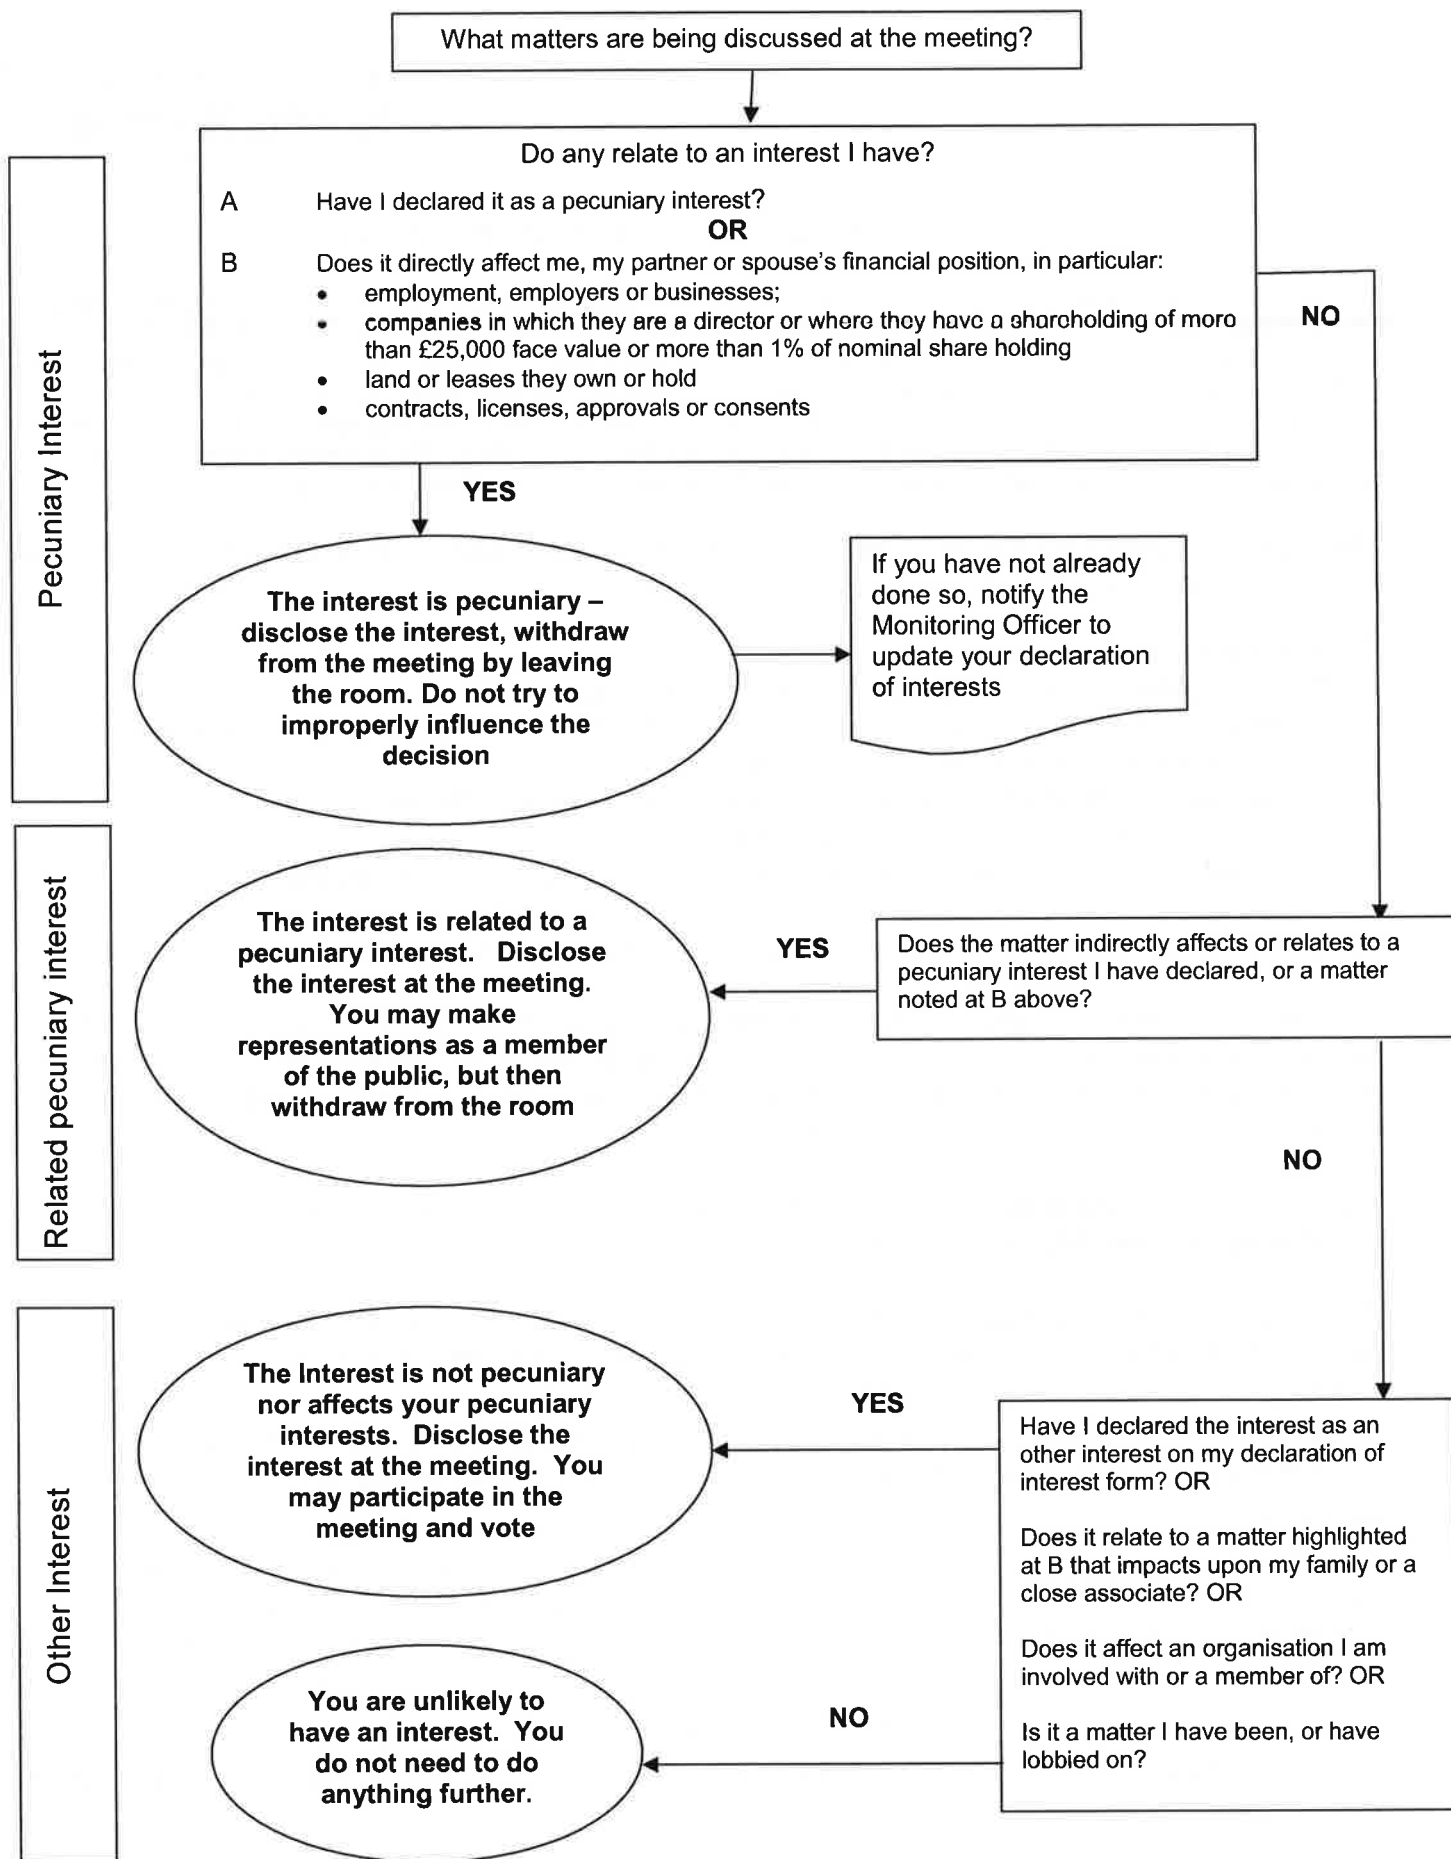 What matters are being discussed at the meeting?
Do any relate to an interest I have?
A Have I declared it as a pecuniary interest?
OR
B Does it directly affect me, my partner or spouse's financial position, in particular:
• employment, employers or businesses;
• companies in which they are a director or where they have a shareholding of more
than £25,000 face value or more than 1% of nominal share holding
• land or leases they own or hold
• contracts, licenses, approvals or consents
NO
Pecuniary Interest
YES
The interest is pecuniary –
disclose the interest, withdraw
from the meeting by leaving
the room. Do not try to
improperly influence the
decision
If you have not already
done so, notify the
Monitoring Officer to
update your declaration
of interests
Related pecuniary interest
The interest is related to a
pecuniary interest. Disclose
the interest at the meeting.
You may make
representations as a member
of the public, but then
withdraw from the room
YES
Does the matter indirectly affects or relates to a
pecuniary interest I have declared, or a matter
noted at B above?
NO
Other Interest
The Interest is not pecuniary
nor affects your pecuniary
interests. Disclose the
interest at the meeting. You
may participate in the
meeting and vote
YES
Have I declared the interest as an
other interest on my declaration of
interest form? OR
Does it relate to a matter highlighted
at B that impacts upon my family or a
close associate? OR
Does it affect an organisation I am
involved with or a member of? OR
Is it a matter I have been, or have
lobbied on?
NO
You are unlikely to
have an interest. You
do not need to do
anything further.